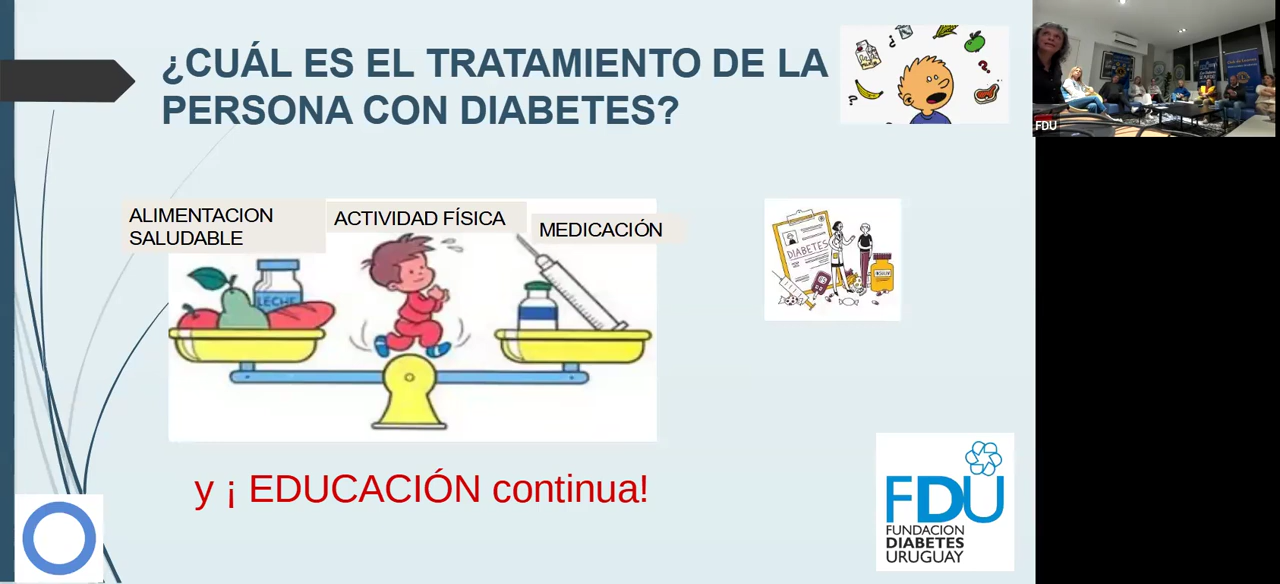 ¿CUÁL ES EL TRATAMIENTO DE LA
PERSONA CON DIABETES?
ALIMENTACION
SALUDABLE
ACTIVIDAD FÍSICA
MEDICACIÓN
LECHE
DIABETES
y ¡ EDUCACIÓN continua!
FDU
FUNDACION
DIABETES
URUGUAY
FDU